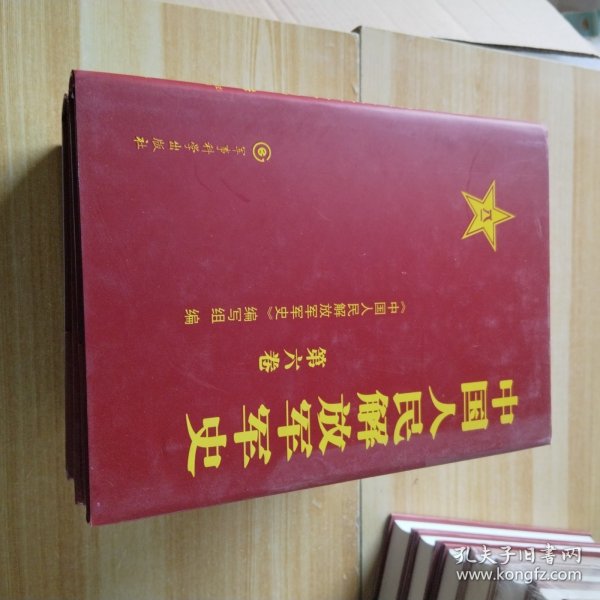 中国人民解放军军史
第六卷
《中国人民解放军军史》编写组 编
八一
军事科学出版社
孔夫子旧书网
www.kongfz.com